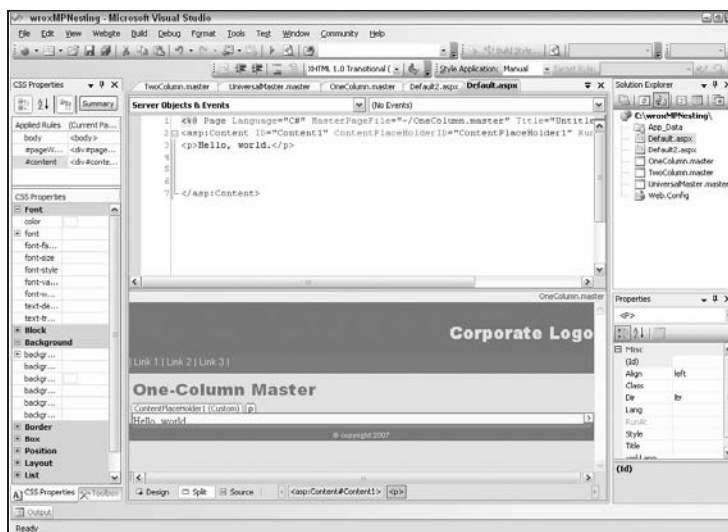 wroxMPNesting - Microsoft Visual Studio
File Edit View Website Build Debug Format Tools Test Window Community Help
XHTML 1.0 Transitional ( Style Application: Manual
CSS Properties
Summary
Applied Rules (Current Pa...
body <body>
#pageW... <div#page...
#content <div#conte...
CSS Properties
Font
color
font
font-fa...
font-size
font-style
font-va...
font-w...
text-de...
text-tr...
Block
Background
backgr...
backgr...
backgr...
backgr...
backgr...
backgr...
Border
Box
Position
Layout
List
CSS Properties Toolbox
TwoColumn.master UniversalMaster.master OneColumn.master Default2.aspx Default.aspx
Server Objects & Events (No Events)
1 <%@ Page Language="C#" MasterPageFile="~/OneColumn.master" Title="Untitle
2 <asp:Content ID="Content1" ContentPlaceHolderID="ContentPlaceHolder1" Run
3 <p>Hello, world.</p>
4
5
6
7 </asp:Content>
OneColumn.master
Corporate Logo
| Link 1 | Link 2 | Link 3 |
One-Column Master
ContentPlaceHolder1 (Custom) p
Hello, world.
© copyright 2007
Design Split Source <asp:Content#Content1> <p>
Solution Explorer
C:\wroxMPNesting\
App_Data
Default.aspx
Default2.aspx
OneColumn.master
TwoColumn.master
UniversalMaster.master
Web.Config
Properties
<P>
Misc
(Id)
Align left
Class
Dir ltr
Lang
RunAt
Style
Title
xml:lang
(Id)
Output
Ready